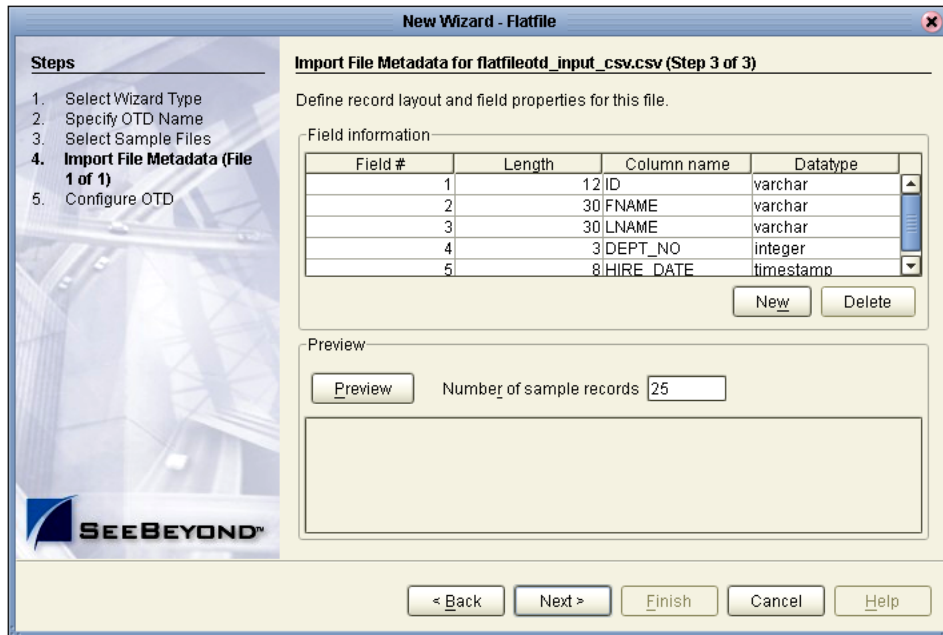 New Wizard - Flatfile
Steps
1. Select Wizard Type
2. Specify OTD Name
3. Select Sample Files
4. Import File Metadata (File
1 of 1)
5. Configure OTD
SEEBEYOND™
Import File Metadata for flatfileotd_input_csv.csv (Step 3 of 3)
Define record layout and field properties for this file.
Field information
Field # Length Column name Datatype
1 12 ID varchar
2 30 FNAME varchar
3 30 LNAME varchar
4 3 DEPT_NO integer
5 8 HIRE_DATE timestamp
New Delete
Preview
Preview Number of sample records 25
< Back Next > Finish Cancel Help